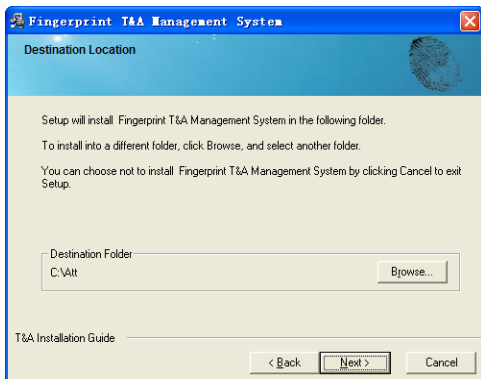 Fingerprint T&A Management System
Destination Location
Setup will install Fingerprint T&A Management System in the following folder.
To install into a different folder, click Browse, and select another folder.
You can choose not to install Fingerprint T&A Management System by clicking Cancel to exit
Setup.
Destination Folder
C:\Att
Browse...
T&A Installation Guide
< Back
Next >
Cancel